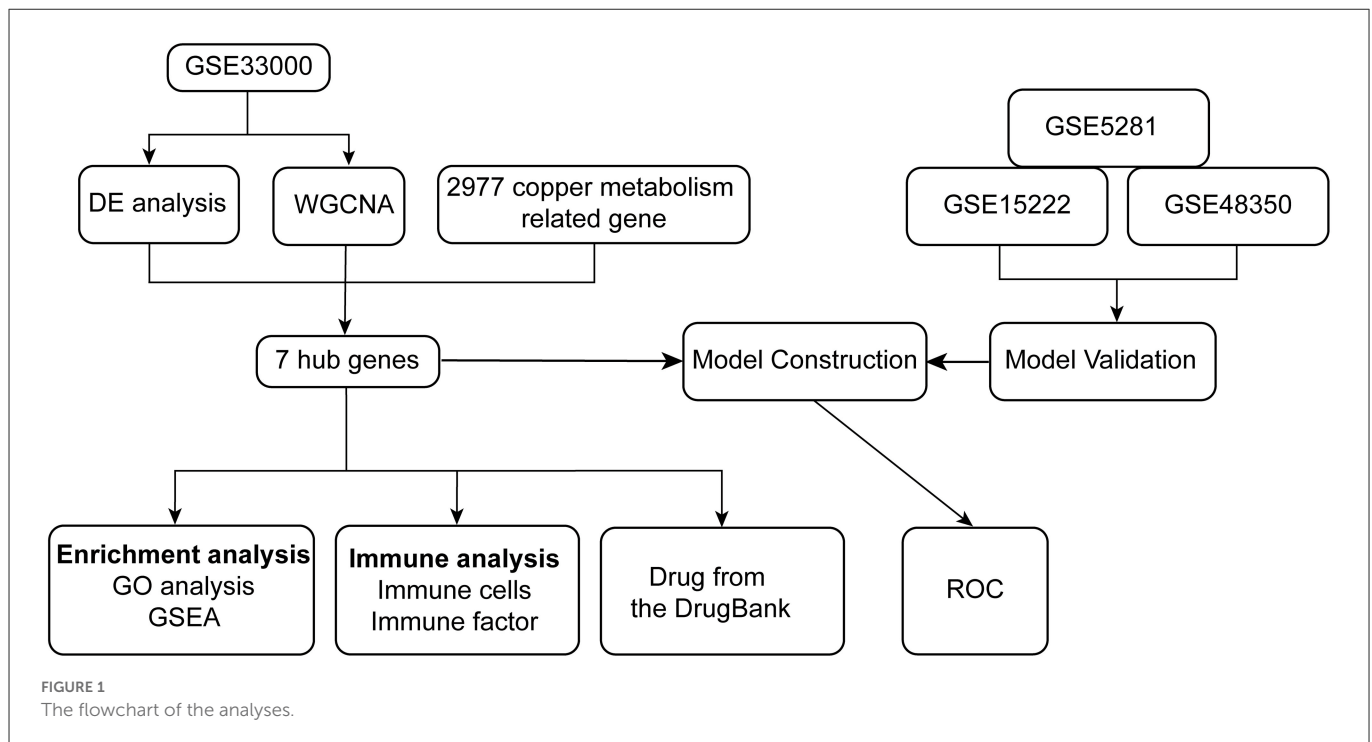 GSE33000
GSE5281
DE analysis
WGCNA
2977 copper metabolism
related gene
GSE15222
GSE48350
7 hub genes
Model Construction
Model Validation
Enrichment analysis
GO analysis
GSEA
Immune analysis
Immune cells
Immune factor
Drug from
the DrugBank
ROC
FIGURE 1
The flowchart of the analyses.